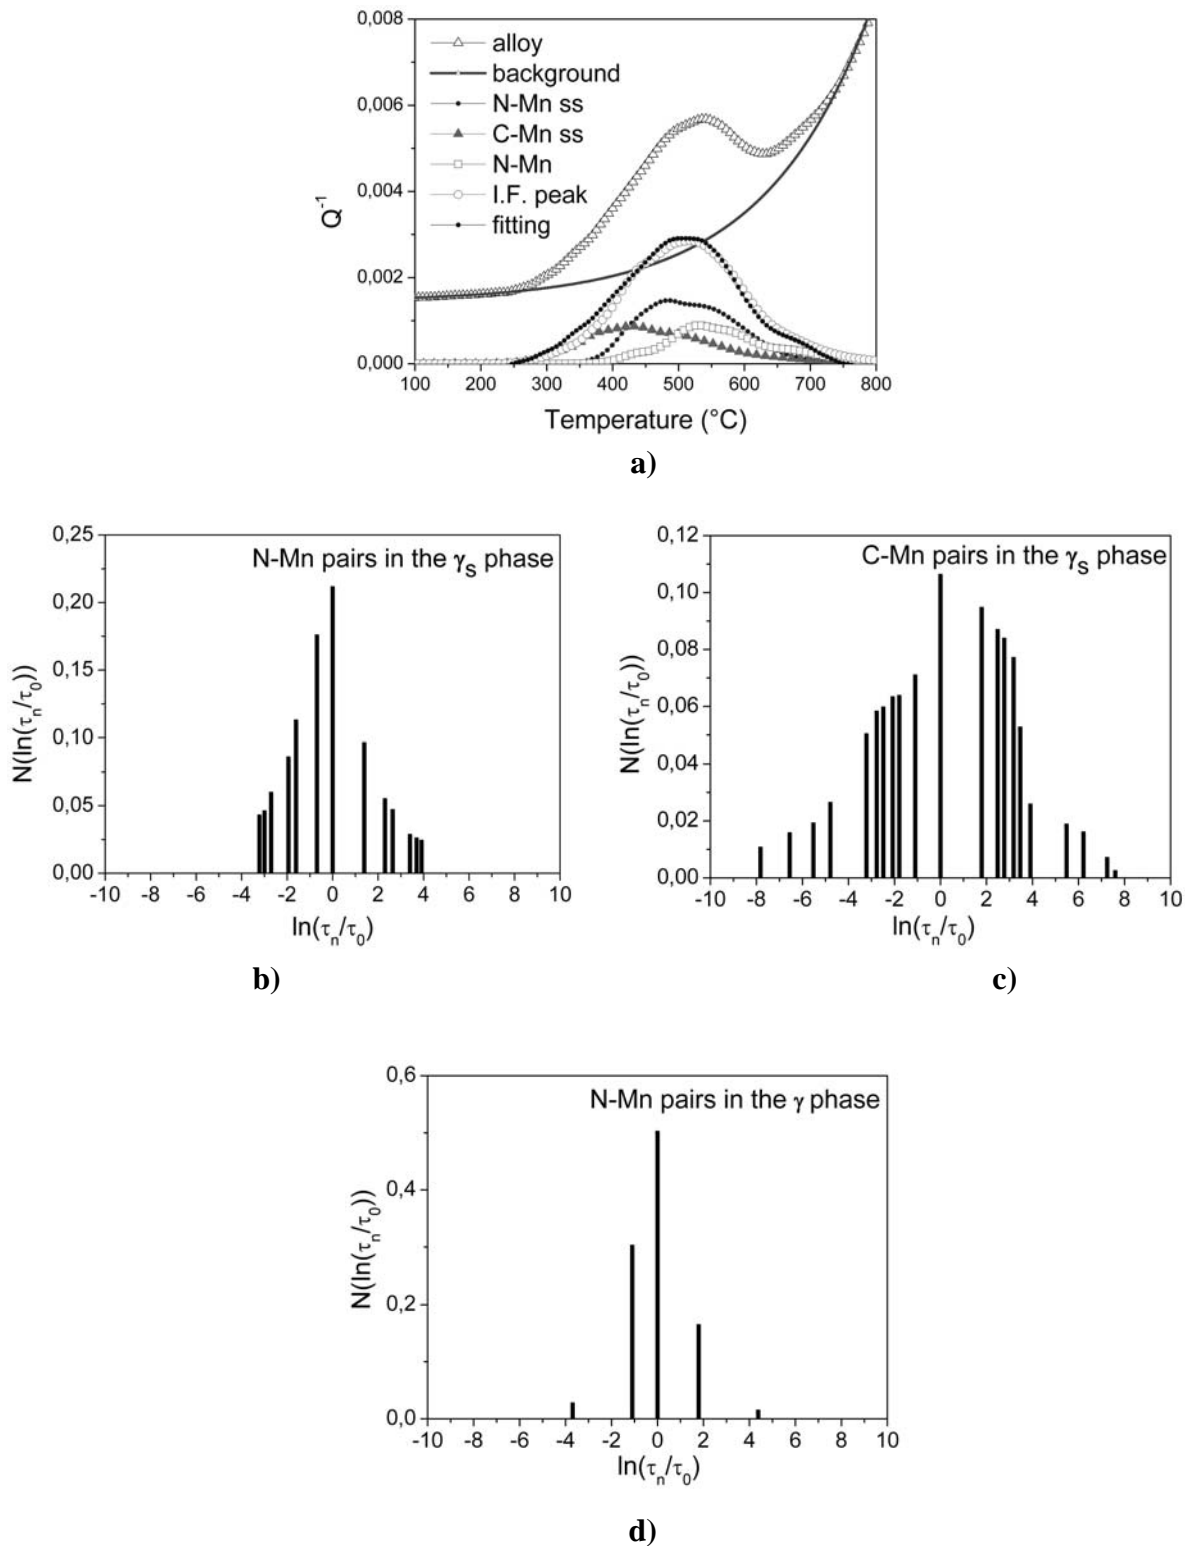 0,008
0,006
0,004
0,002
0,000
Q⁻¹
alloy
background
N-Mn ss
C-Mn ss
N-Mn
I.F. peak
fitting
100 200 300 400 500 600 700 800
Temperature (°C)
a)
0,25
0,20
0,15
0,10
0,05
0,00
N(ln(τn/τ0))
N-Mn pairs in the γS phase
-10 -8 -6 -4 -2 0 2 4 6 8 10
ln(τn/τ0)
b)
0,12
0,10
0,08
0,06
0,04
0,02
0,00
N(ln(τn/τ0))
C-Mn pairs in the γS phase
-10 -8 -6 -4 -2 0 2 4 6 8 10
ln(τn/τ0)
c)
0,6
0,4
0,2
0,0
N(ln(τn/τ0))
N-Mn pairs in the γ phase
-10 -8 -6 -4 -2 0 2 4 6 8 10
ln(τn/τ0)
d)